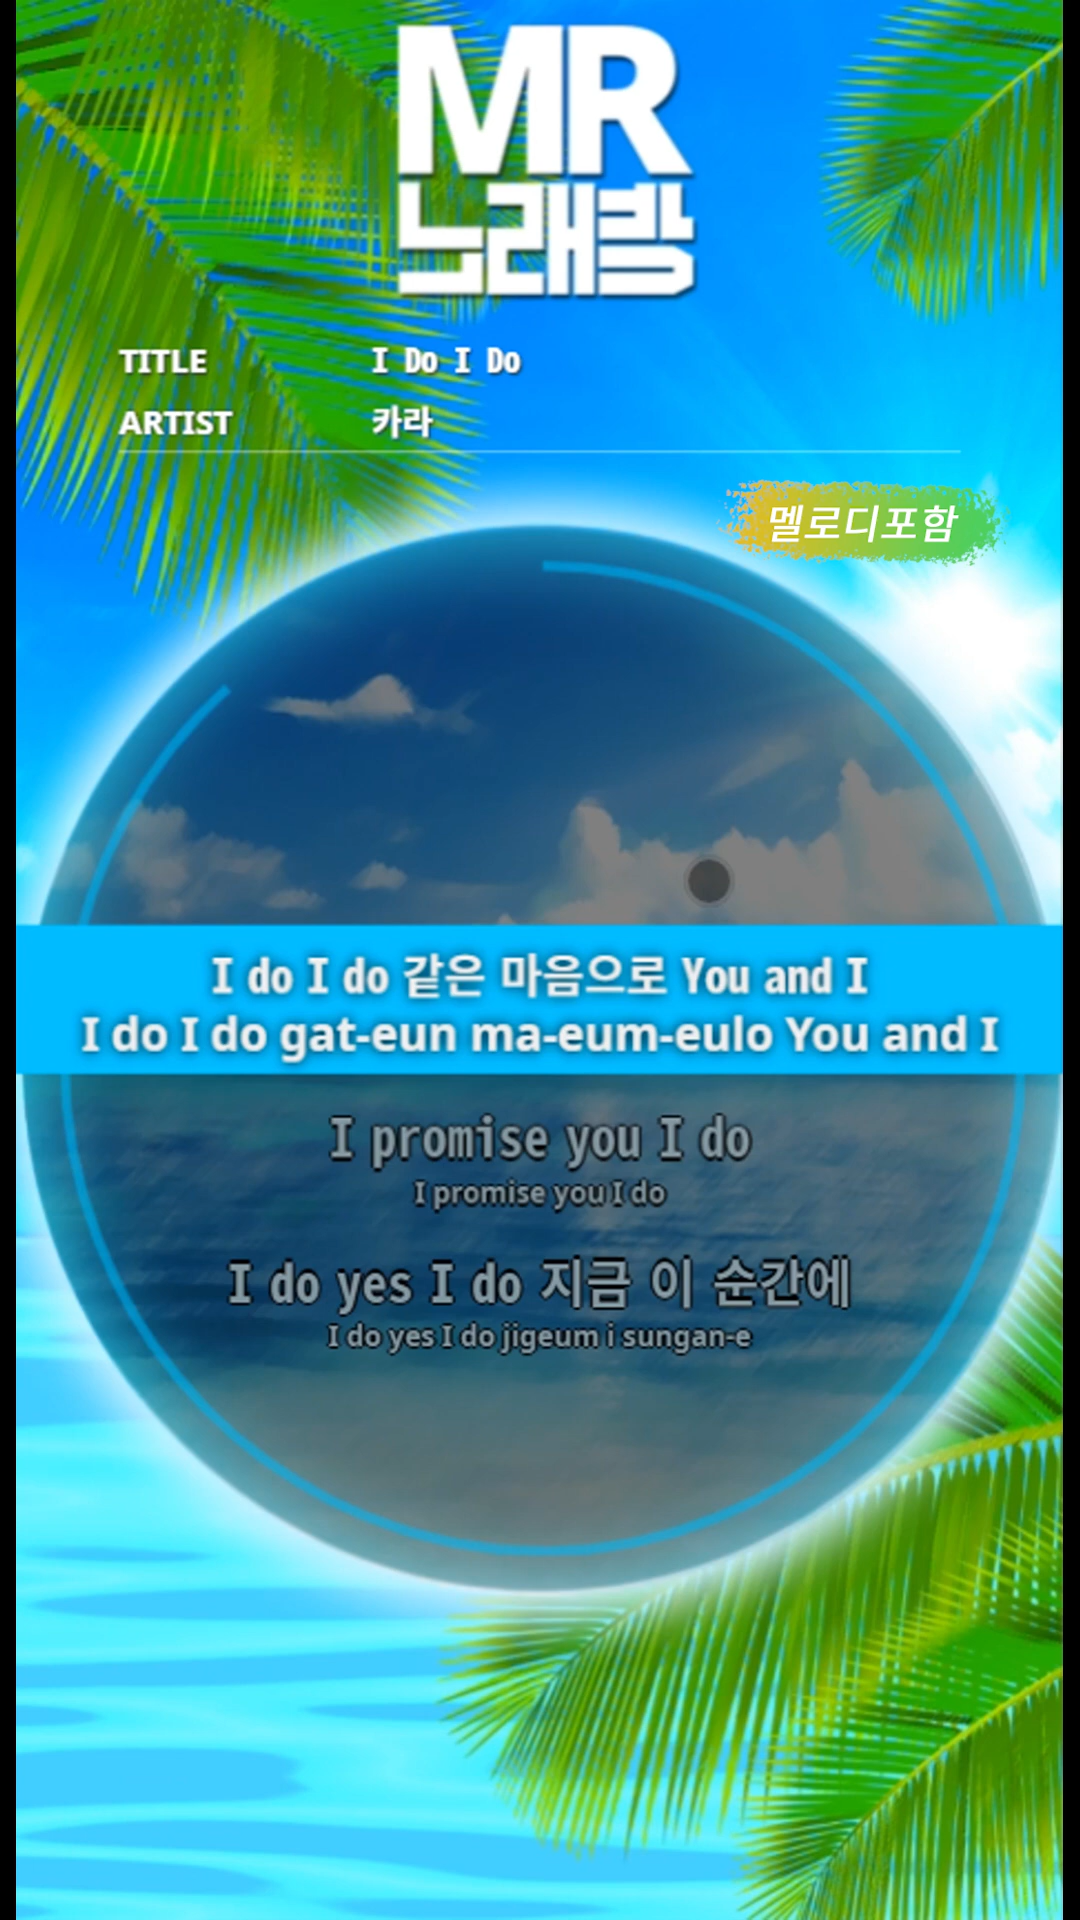 MR
노래방
TITLE I Do I Do
ARTIST 카라
멜로디포함
I do I do 같은 마음으로 You and I
I do I do gat-eun ma-eum-eulo You and I
I promise you I do
I promise you I do
I do yes I do 지금 이 순간에
I do yes I do jigeum i sungan-e